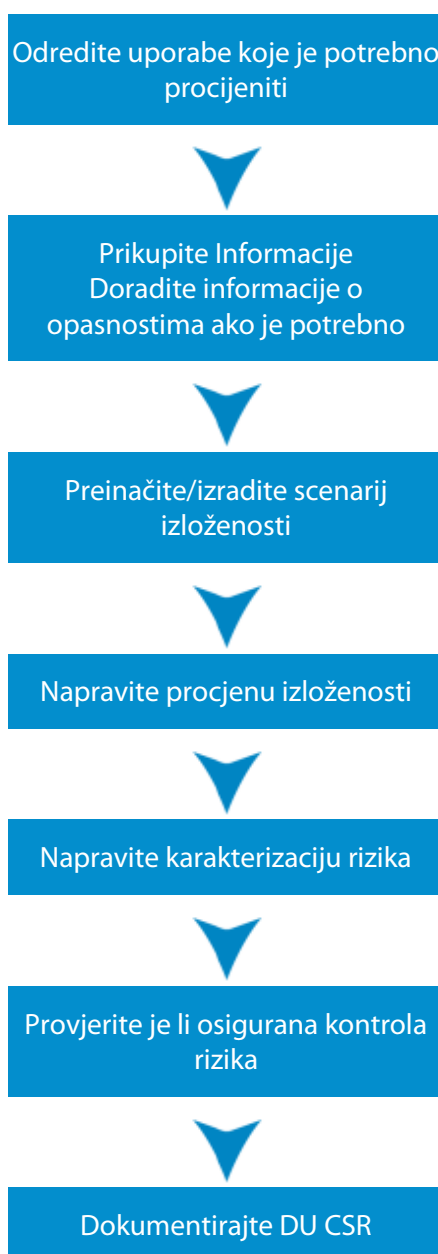 Odredite uporabe koje je potrebno
procijeniti
Prikupite Informacije
Doradite informacije o
opasnostima ako je potrebno
Preinačite/izradite scenarij
izloženosti
Napravite procjenu izloženosti
Napravite karakterizaciju rizika
Provjerite je li osigurana kontrola
rizika
Dokumentirajte DU CSR